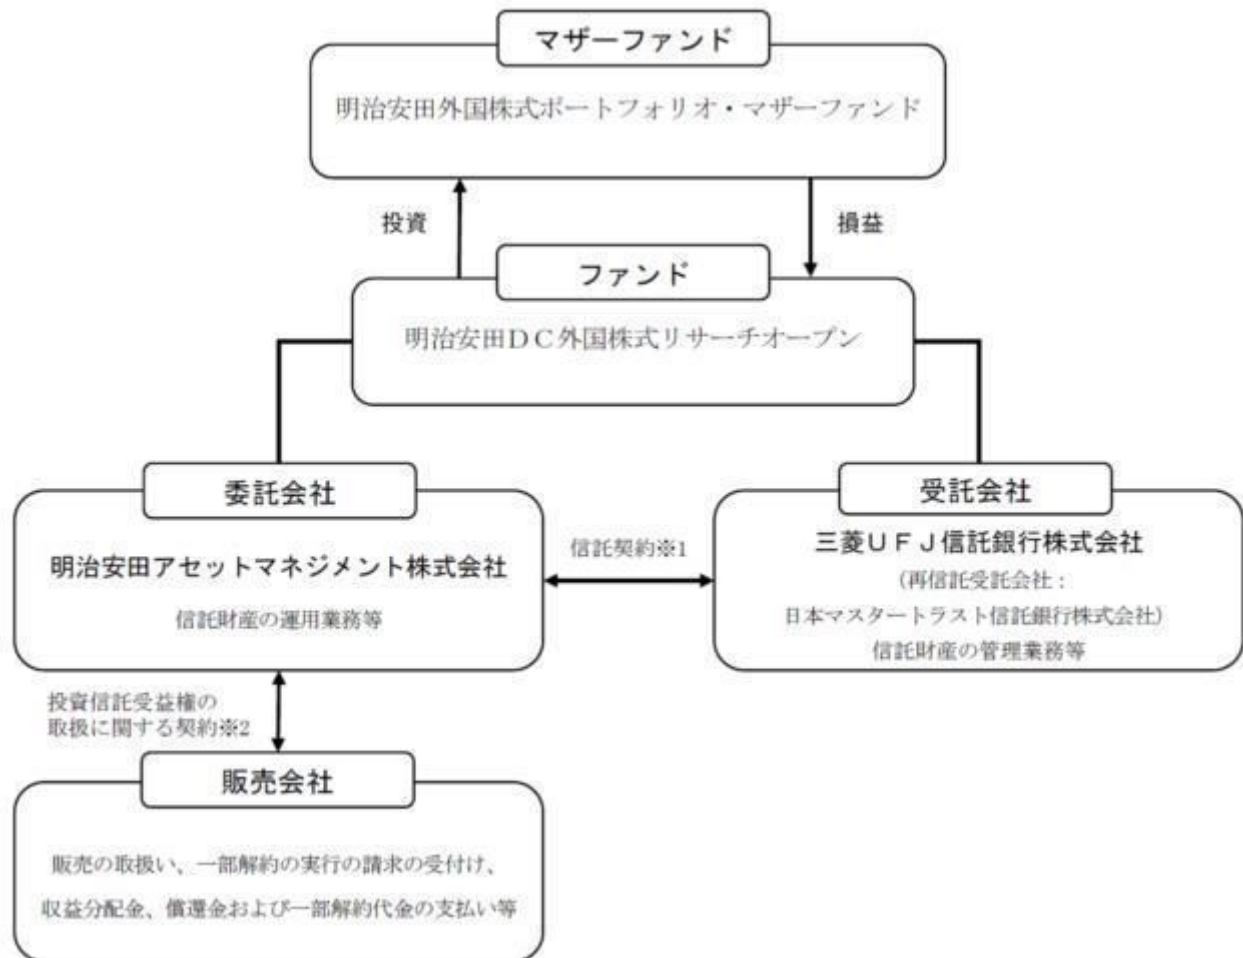 マザーファンド
明治安田外国株式ポートフォリオ・マザーファンド
投資
損益
ファンド
明治安田ＤＣ外国株式リサーチオープン
委託会社
明治安田アセットマネジメント株式会社
信託財産の運用業務等
信託契約※1
受託会社
三菱ＵＦＪ信託銀行株式会社
（再信託受託会社：
日本マスタートラスト信託銀行株式会社）
信託財産の管理業務等
投資信託受益権の
取扱に関する契約※2
販売会社
販売の取扱い、一部解約の実行の請求の受付け、
収益分配金、償還金および一部解約代金の支払い等